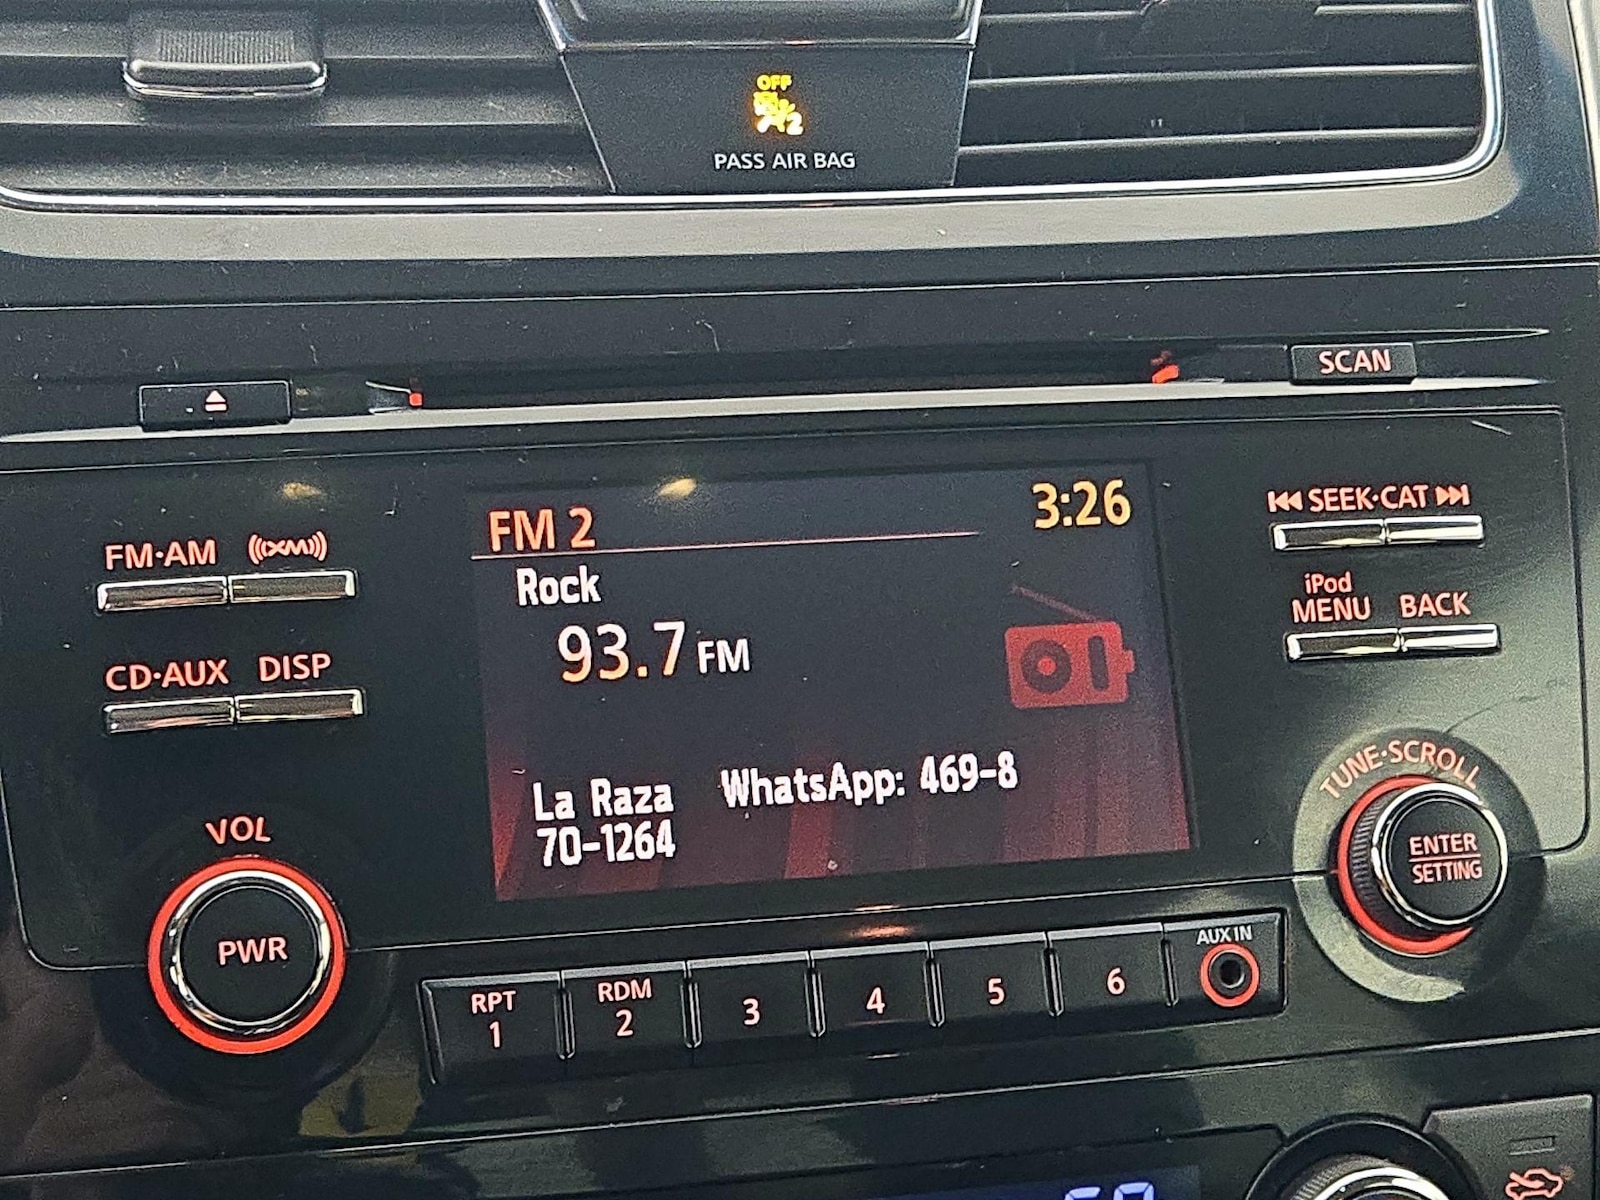 OFF
2
PASS AIR BAG
SCAN
FM 2 3:26
Rock
93.7 FM
La Raza WhatsApp: 469-8
70-1264
FM·AM XM
CD·AUX DISP
VOL
PWR
SEEK·CAT
iPod
MENU BACK
TUNE·SCROLL
ENTER
SETTING
RPT
1
RDM
2
3
4
5
6
AUX IN